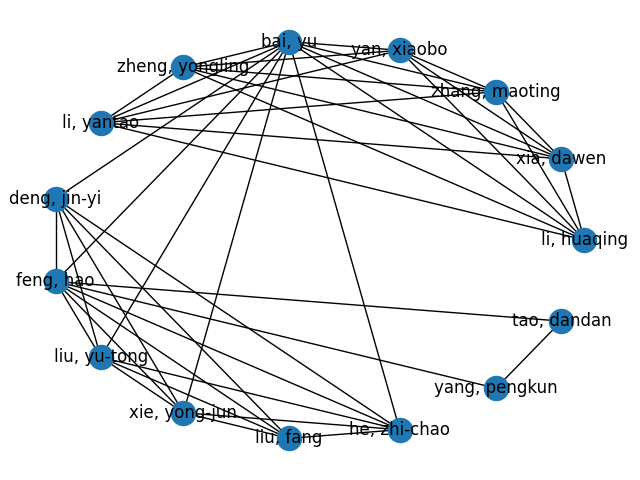 bai, yu
yan, xiaobo
zheng, yongling
zhang, maoting
li, yantao
xia, dawen
deng, jin-yi
li, huaqing
feng, hao
tao, dandan
liu, yu-tong
yang, pengkun
xie, yong-jun
he, zhi-chao
liu, fang